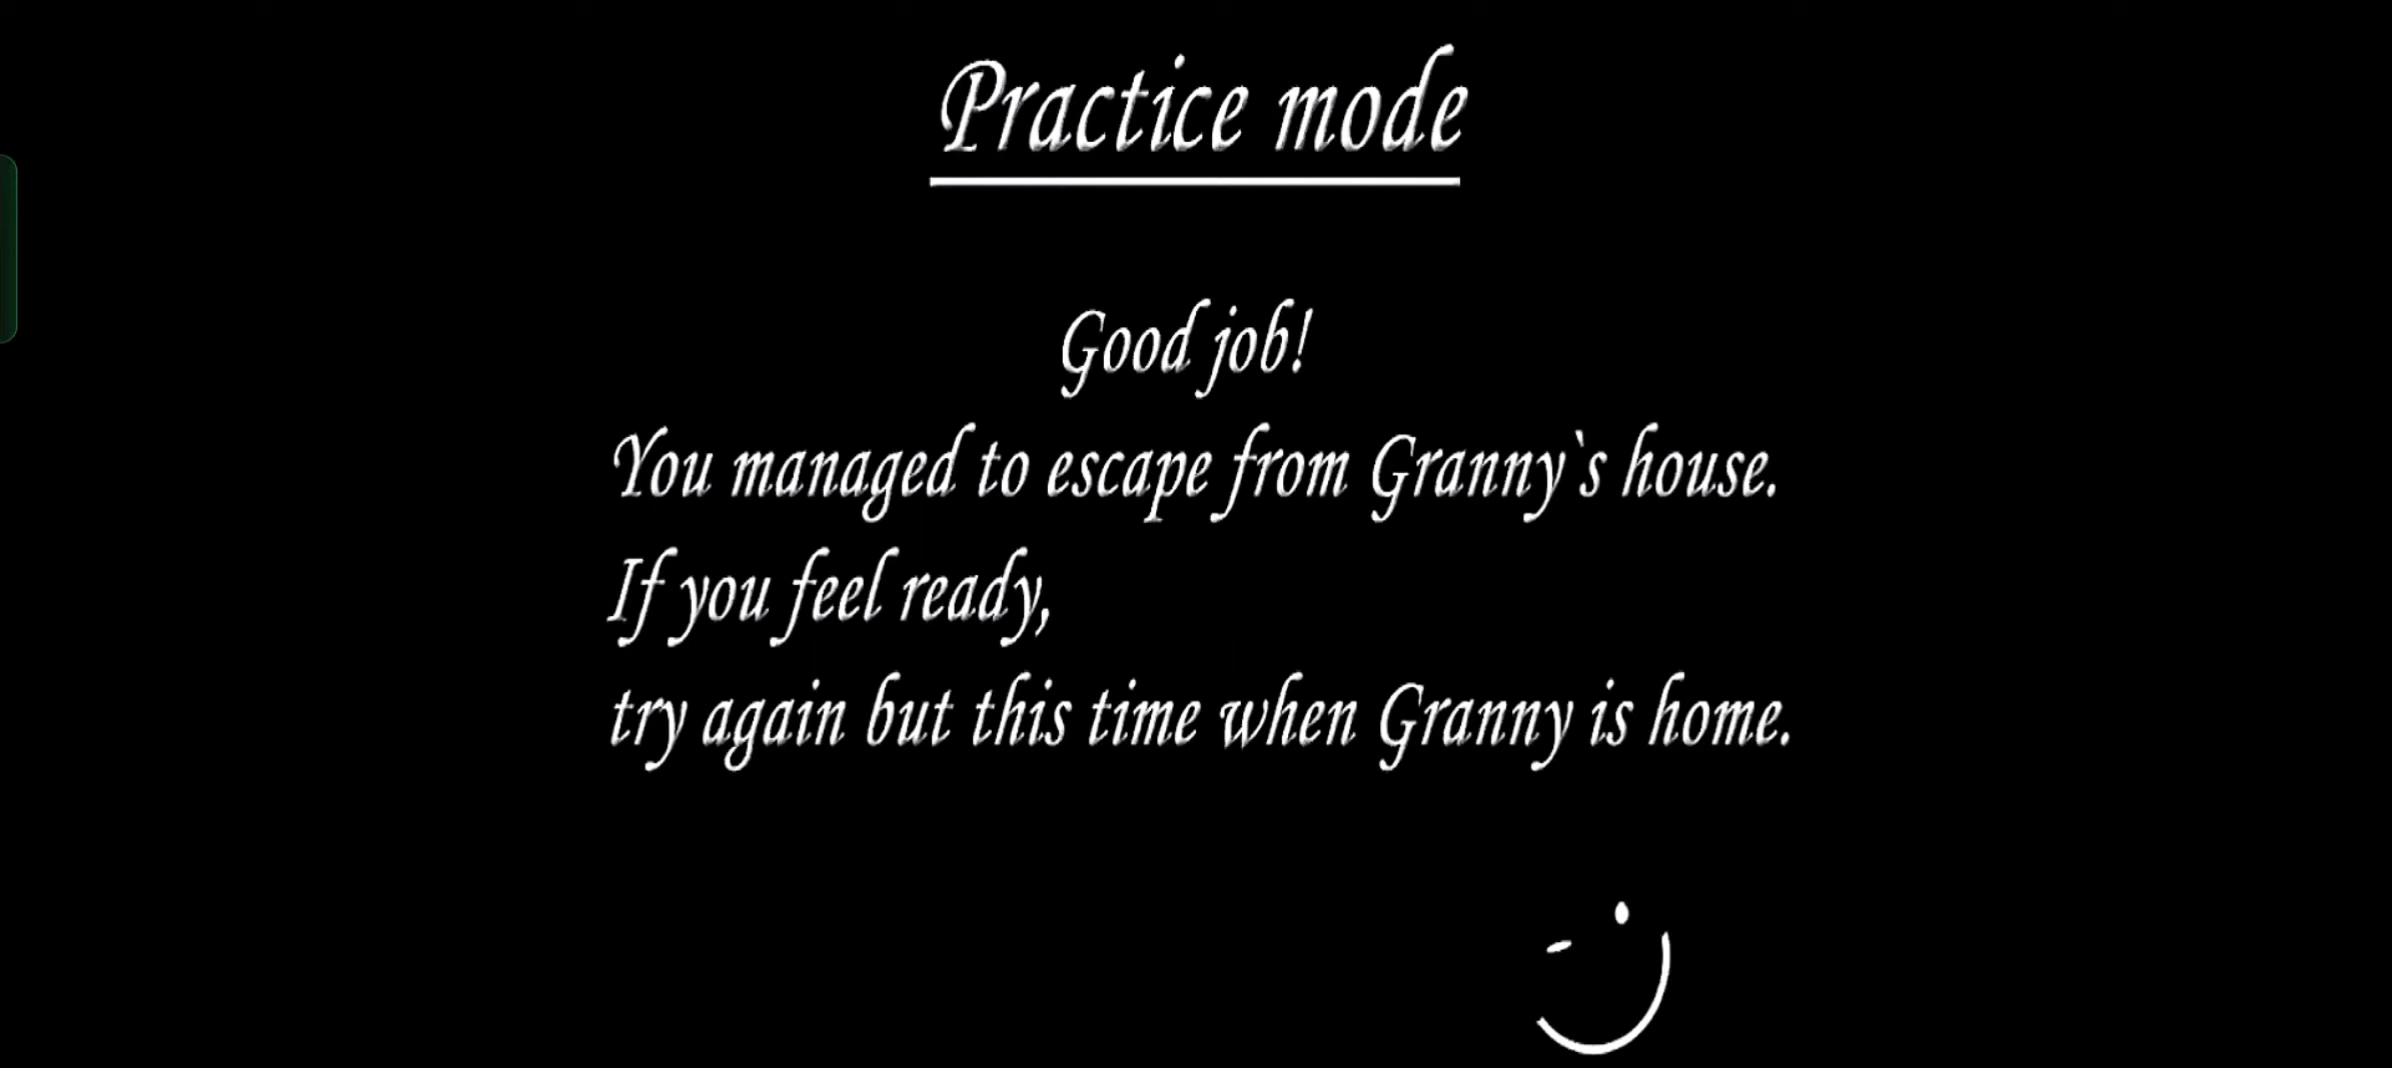 Practice mode
Good job!
You managed to escape from Granny`s house.
If you feel ready,
try again but this time when Granny is home.